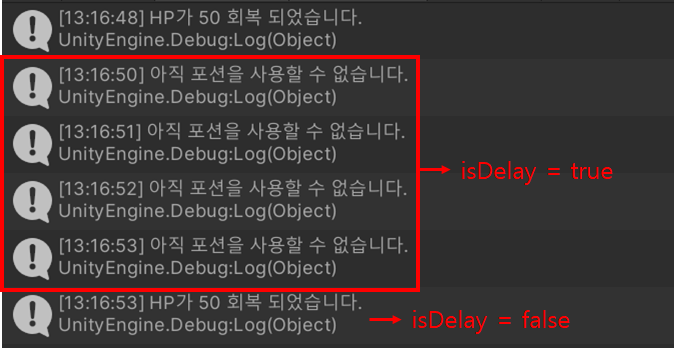 [13:16:48] HP가 50 회복 되었습니다.
UnityEngine.Debug:Log(Object)
[13:16:50] 아직 포션을 사용할 수 없습니다.
UnityEngine.Debug:Log(Object)
[13:16:51] 아직 포션을 사용할 수 없습니다.
UnityEngine.Debug:Log(Object)
isDelay = true
[13:16:52] 아직 포션을 사용할 수 없습니다.
UnityEngine.Debug:Log(Object)
[13:16:53] 아직 포션을 사용할 수 없습니다.
UnityEngine.Debug:Log(Object)
[13:16:53] HP가 50 회복 되었습니다.
UnityEngine.Debug:Log(Object)
isDelay = false